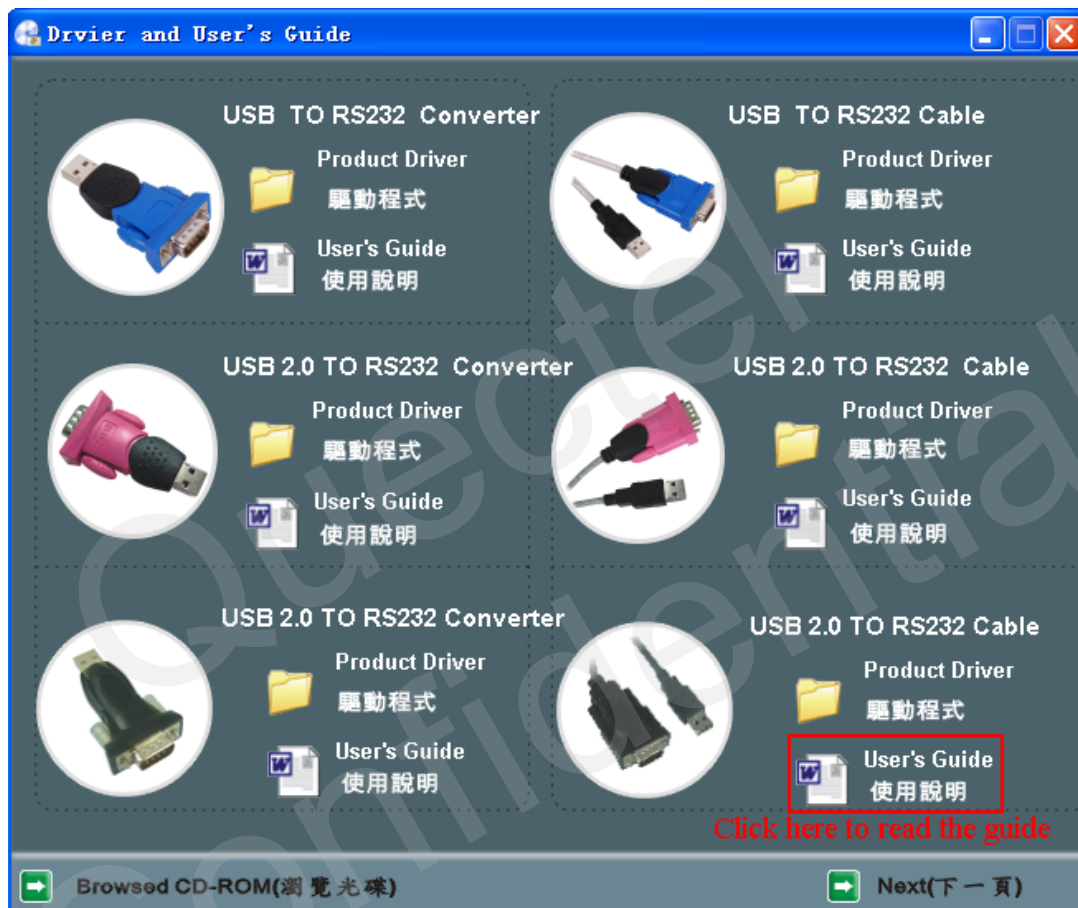 Drvier and User's Guide
USB TO RS232 Converter
Product Driver
驅動程式
User's Guide
使用說明
USB TO RS232 Cable
Product Driver
驅動程式
User's Guide
使用說明
USB 2.0 TO RS232 Converter
Product Driver
驅動程式
User's Guide
使用說明
USB 2.0 TO RS232 Cable
Product Driver
驅動程式
User's Guide
使用說明
USB 2.0 TO RS232 Converter
Product Driver
驅動程式
User's Guide
使用說明
USB 2.0 TO RS232 Cable
Product Driver
驅動程式
User's Guide
使用說明
Click here to read the guide
Browsed CD-ROM(瀏覽光碟)
Next(下一頁)
Quectel
Confidential